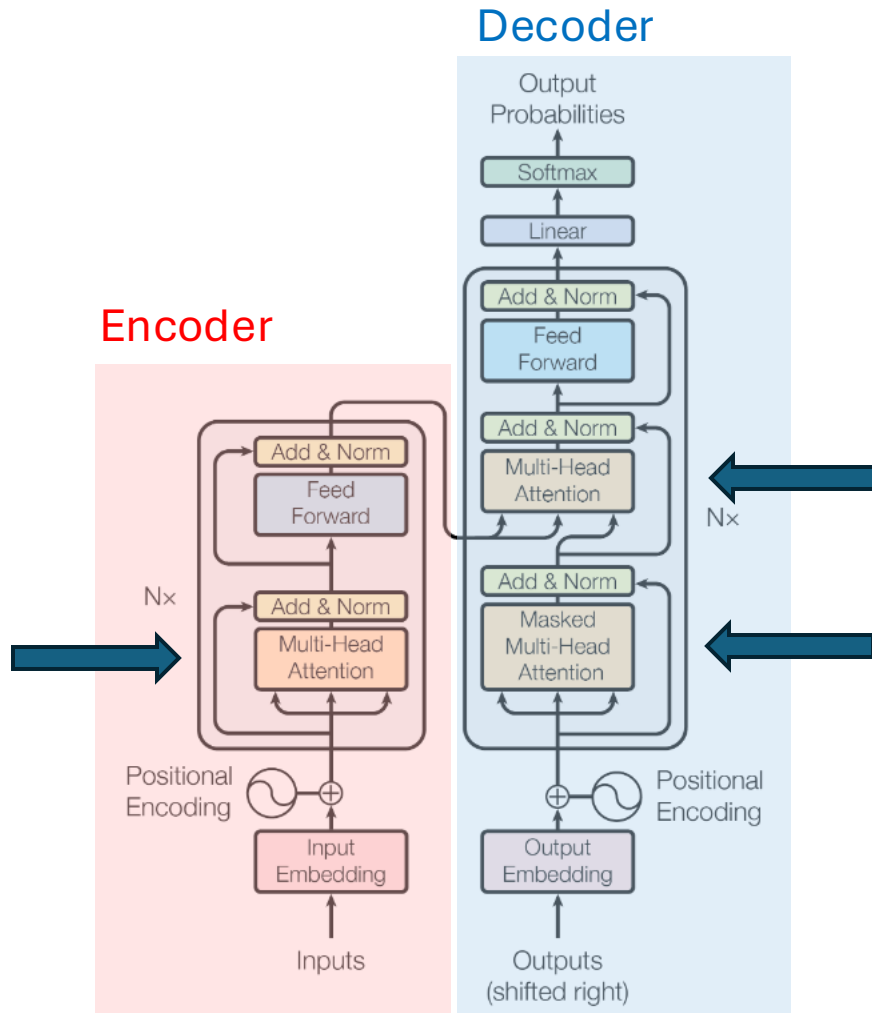 Decoder
Output
Probabilities
Softmax
Linear
Add & Norm
Feed
Forward
Add & Norm
Multi-Head
Attention
Nx
Add & Norm
Masked
Multi-Head
Attention
Positional
Encoding
Output
Embedding
Outputs
(shifted right)
Encoder
Add & Norm
Feed
Forward
Nx
Add & Norm
Multi-Head
Attention
Positional
Encoding
Input
Embedding
Inputs